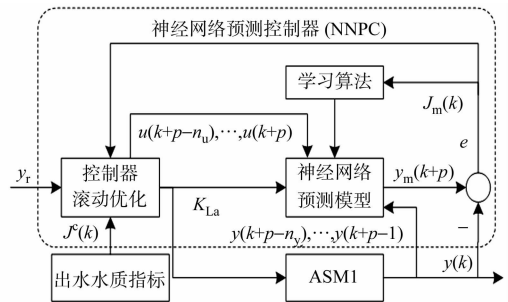 神经网络预测控制器 (NNPC)
学习算法
J_m(k)
u(k+p−n_u),⋯,u(k+p)
e
y_r
控制器
滚动优化
神经网络
预测模型
y_m(k+p)
K_La
J^c(k)
y(k+p−n_y),⋯,y(k+p−1)
−
出水水质指标
ASM1
y(k)